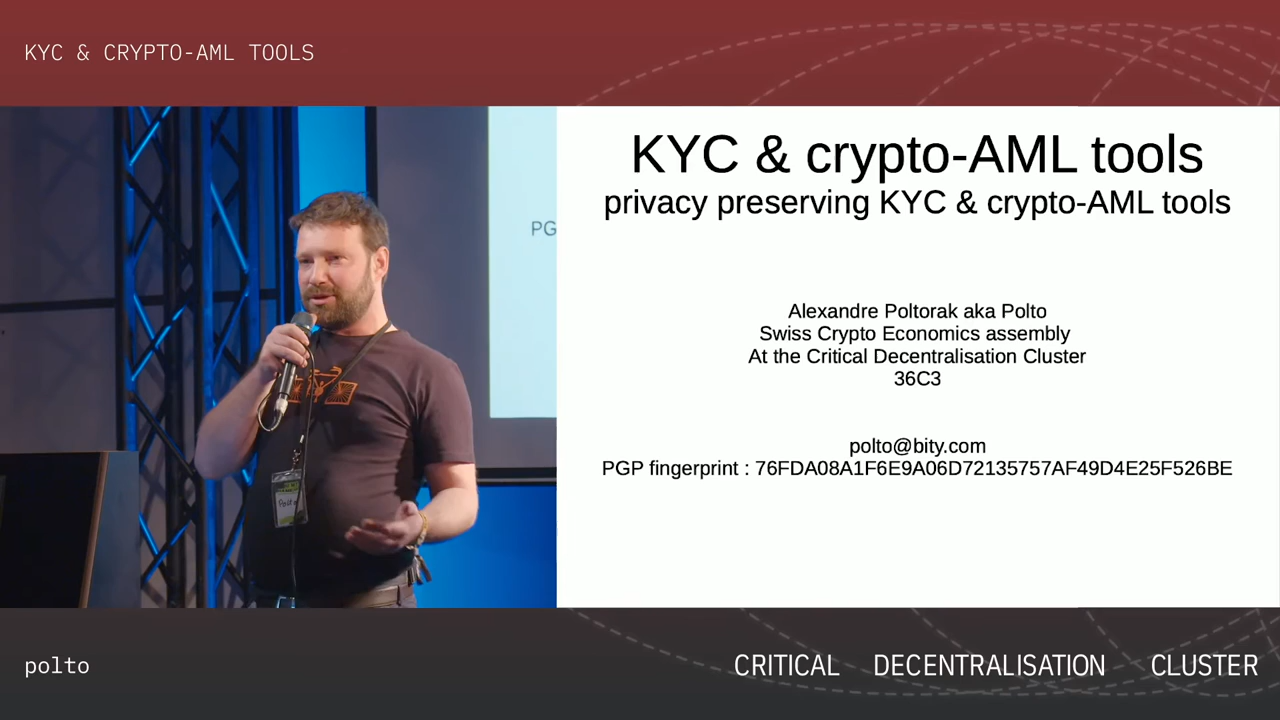 KYC & CRYPTO-AML TOOLS
KYC & crypto-AML tools
privacy preserving KYC & crypto-AML tools
PG
Alexandre Poltorak aka Polto
Swiss Crypto Economics assembly
At the Critical Decentralisation Cluster
36C3
polto@bity.com
PGP fingerprint : 76FDA08A1F6E9A06D72135757AF49D4E25F526BE
Polto
polto
CRITICAL DECENTRALISATION CLUSTER